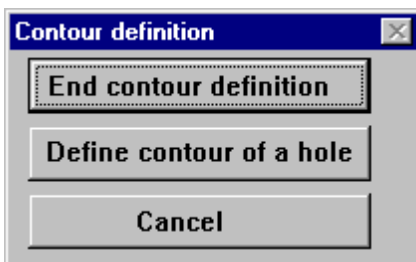 Contour definition
End contour definition
Define contour of a hole
Cancel